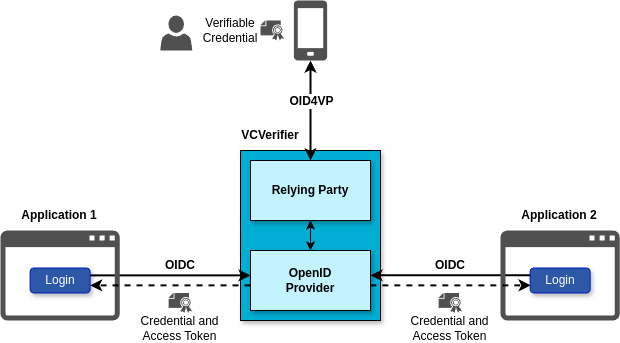 Verifiable
Credential
OID4VP
VCVerifier
Relying Party
Application 1
Application 2
Login
OIDC
OpenID
Provider
OIDC
Login
Credential and
Access Token
Credential and
Access Token